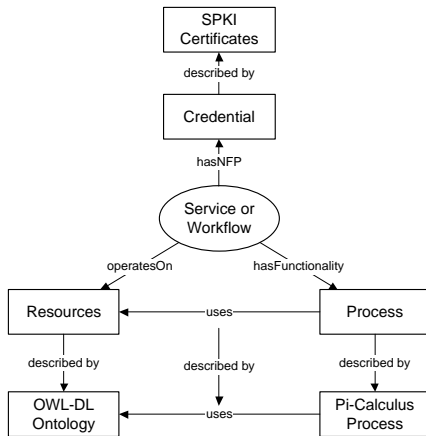 SPKI
Certificates
described by
Credential
hasNFP
Service or
Workflow
operatesOn
hasFunctionality
Resources
uses
Process
described by
described by
described by
OWL-DL
Ontology
uses
Pi-Calculus
Process